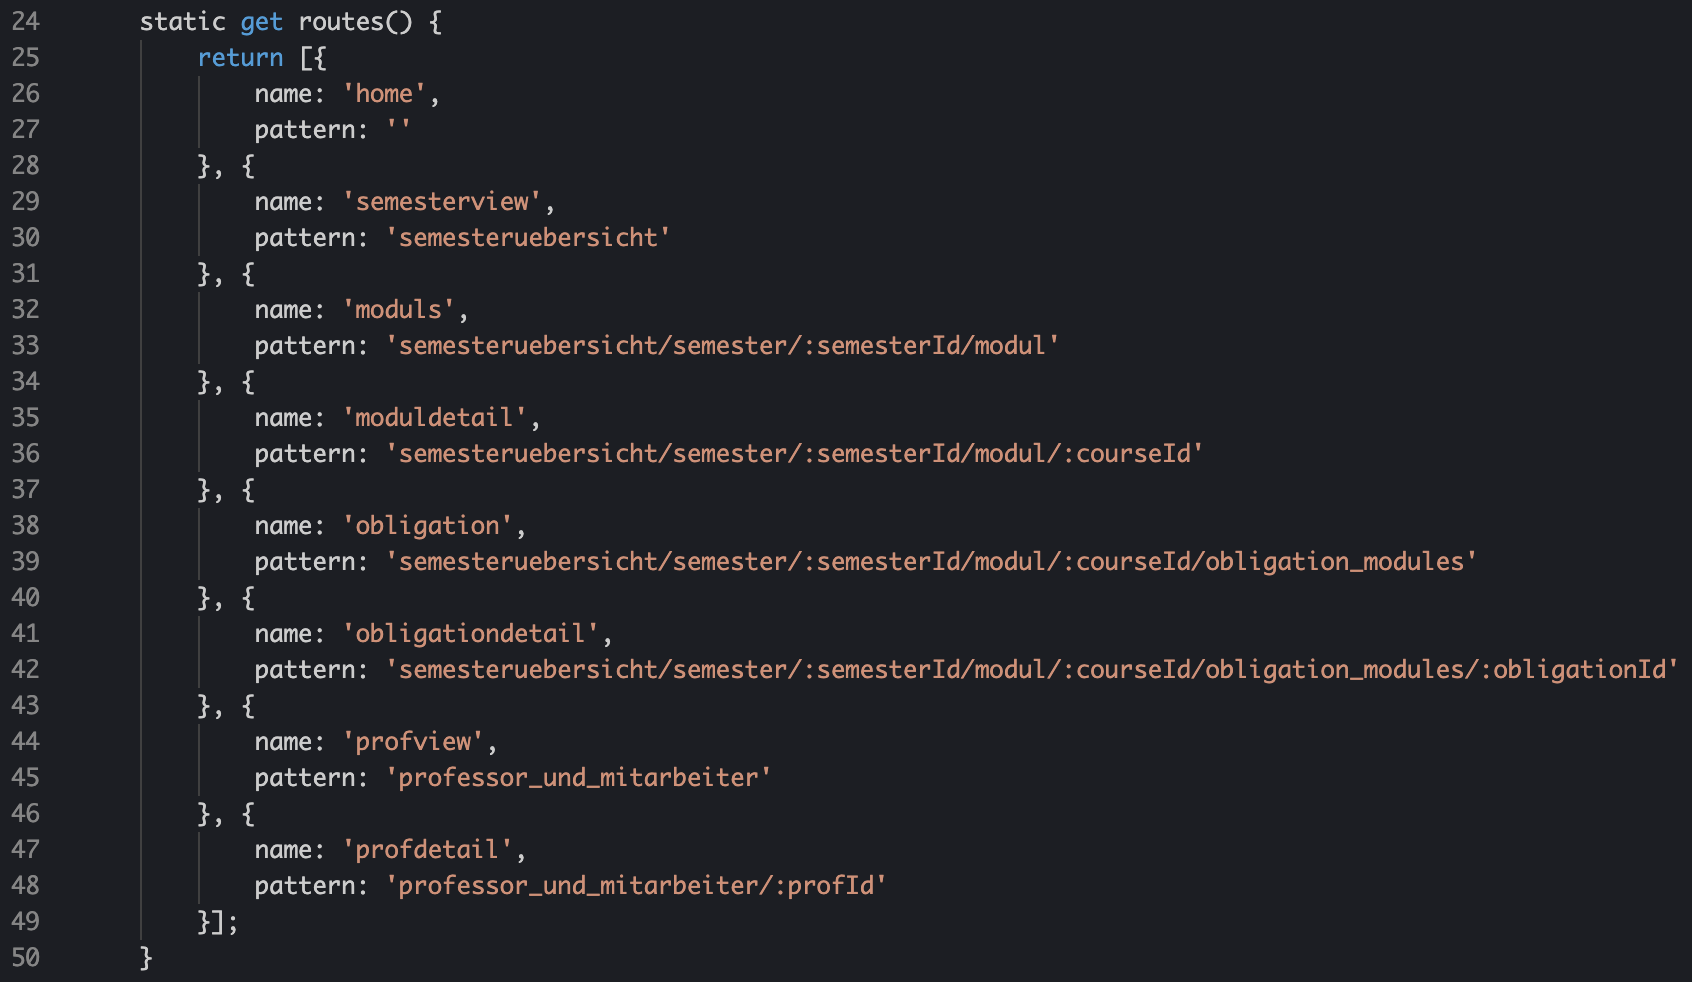 24 static get routes() {
25 return [{
26 name: 'home',
27 pattern: ''
28 }, {
29 name: 'semesterview',
30 pattern: 'semesteruebersicht'
31 }, {
32 name: 'moduls',
33 pattern: 'semesteruebersicht/semester/:semesterId/modul'
34 }, {
35 name: 'moduldetail',
36 pattern: 'semesteruebersicht/semester/:semesterId/modul/:courseId'
37 }, {
38 name: 'obligation',
39 pattern: 'semesteruebersicht/semester/:semesterId/modul/:courseId/obligation_modules'
40 }, {
41 name: 'obligationdetail',
42 pattern: 'semesteruebersicht/semester/:semesterId/modul/:courseId/obligation_modules/:obligationId'
43 }, {
44 name: 'profview',
45 pattern: 'professor_und_mitarbeiter'
46 }, {
47 name: 'profdetail',
48 pattern: 'professor_und_mitarbeiter/:profId'
49 }];
50 }